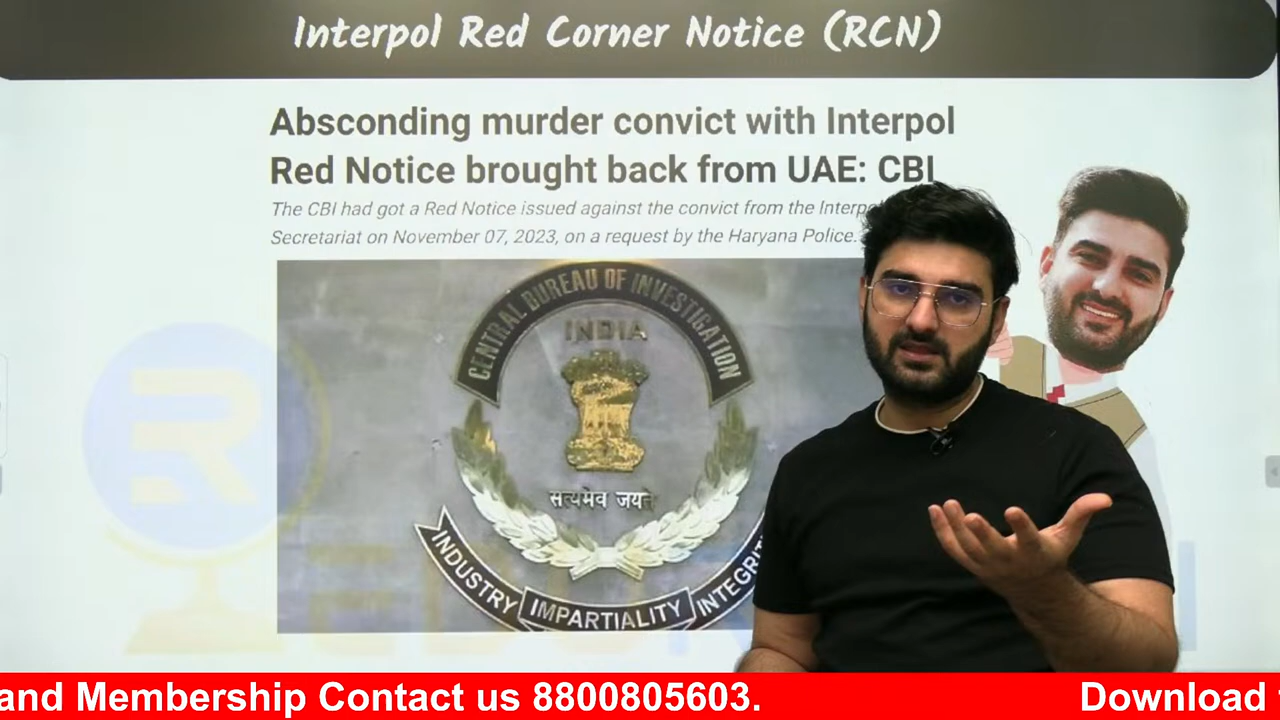 Interpol Red Corner Notice (RCN)
Absconding murder convict with Interpol
Red Notice brought back from UAE: CBI
The CBI had got a Red Notice issued against the convict from the Interpol
Secretariat on November 07, 2023, on a request by the Haryana Police.
CENTRAL BUREAU OF INVESTIGATION
INDIA
सत्यमेव जयते
INDUSTRY IMPARTIALITY
and Membership Contact us 8800805603.
Download